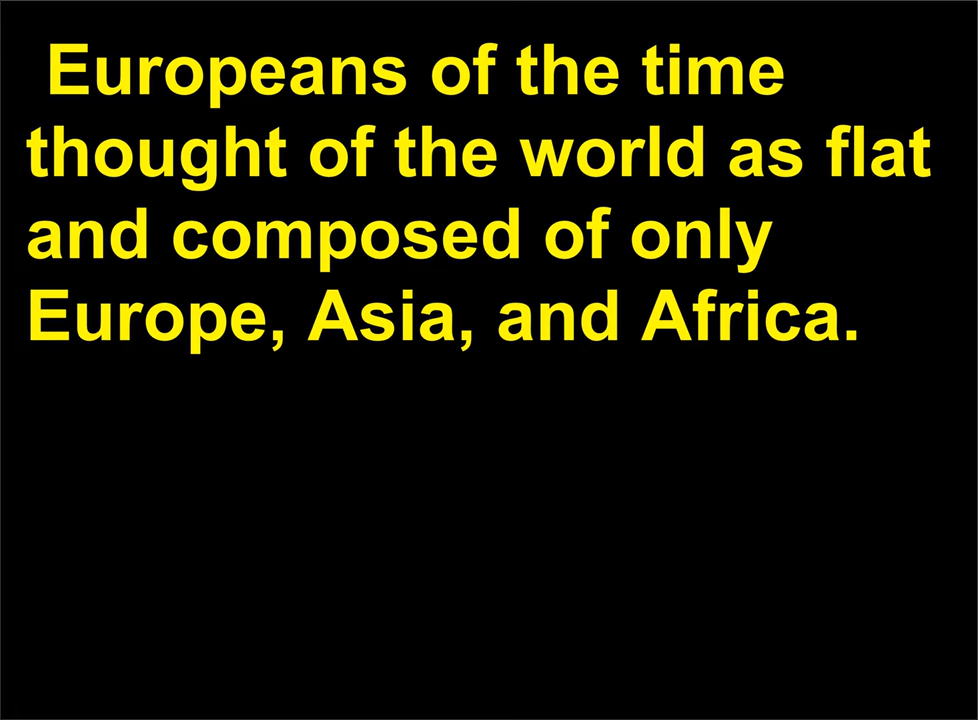 Europeans of the time
thought of the world as flat
and composed of only
Europe, Asia, and Africa.